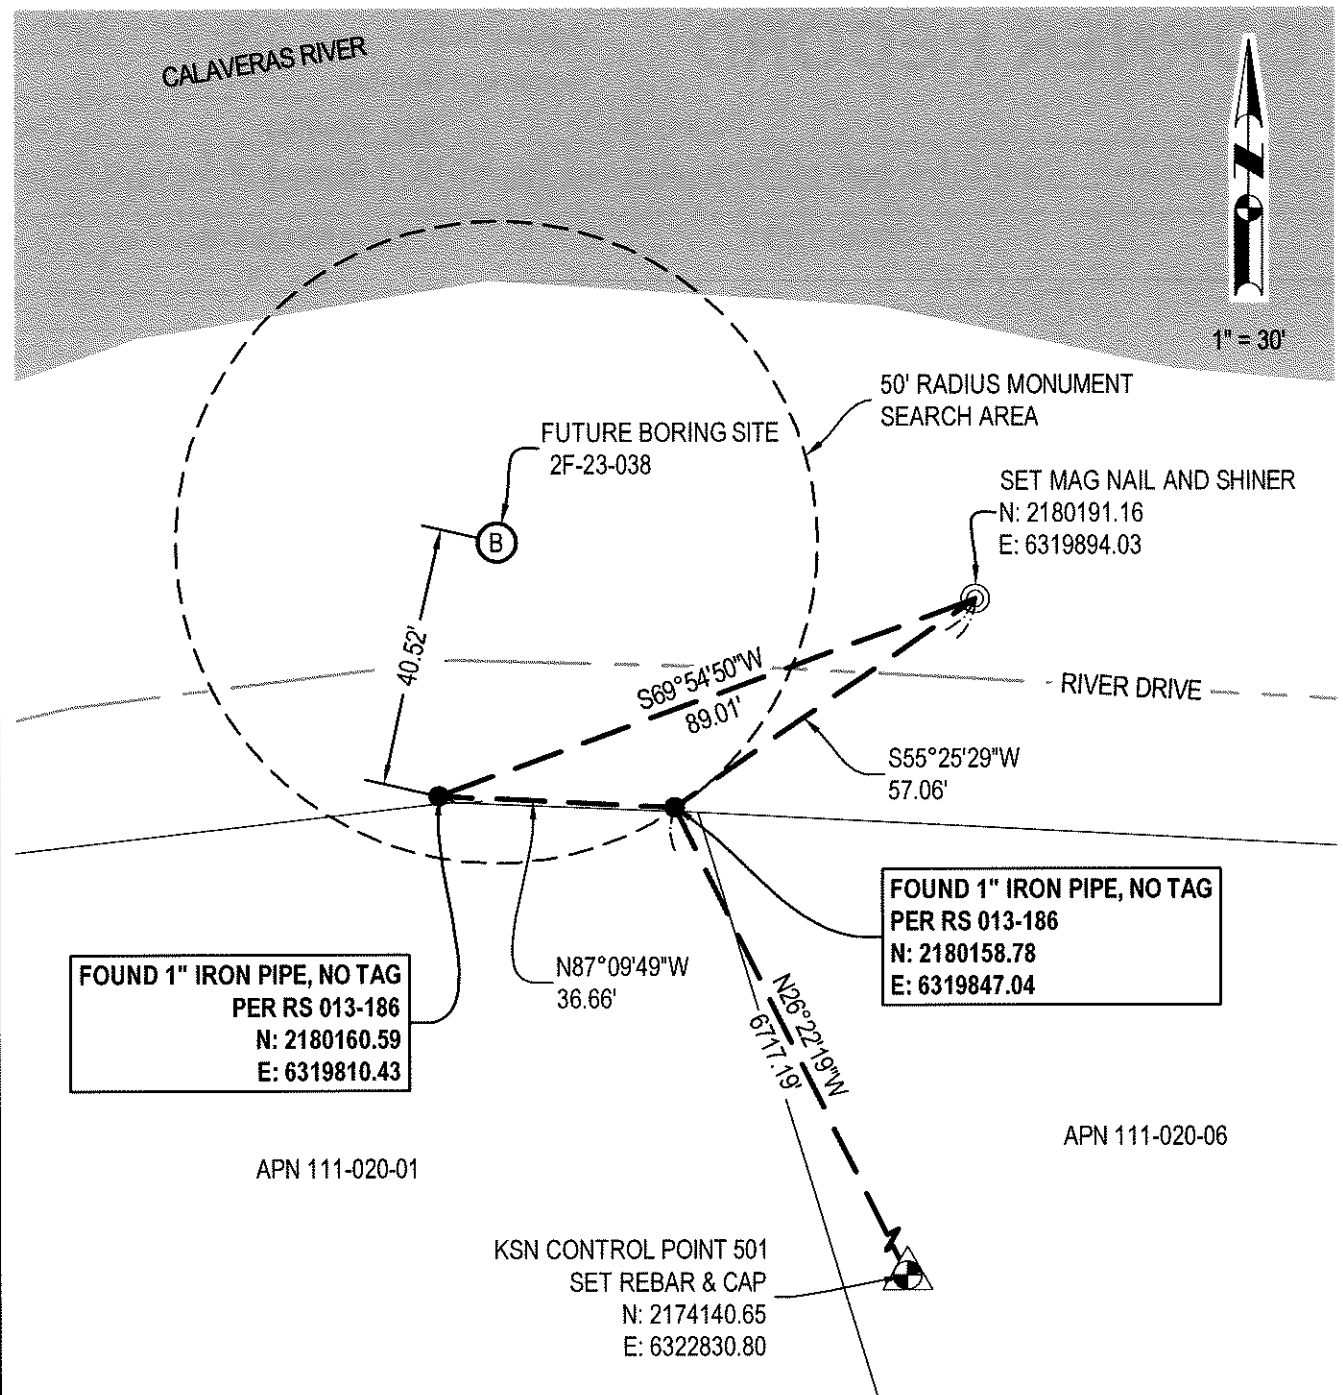 CALAVERAS RIVER
N
1" = 30'
50' RADIUS MONUMENT
SEARCH AREA
FUTURE BORING SITE
2F-23-038
B
SET MAG NAIL AND SHINER
N: 2180191.16
E: 6319894.03
40.52'
S69°54'50"W
89.01'
RIVER DRIVE
S55°25'29"W
57.06'
FOUND 1" IRON PIPE, NO TAG
PER RS 013-186
N: 2180158.78
E: 6319847.04
N87°09'49"W
36.66'
FOUND 1" IRON PIPE, NO TAG
PER RS 013-186
N: 2180160.59
E: 6319810.43
N26°22'19"W
6717.19'
APN 111-020-06
APN 111-020-01
KSN CONTROL POINT 501
SET REBAR & CAP
N: 2174140.65
E: 6322830.80